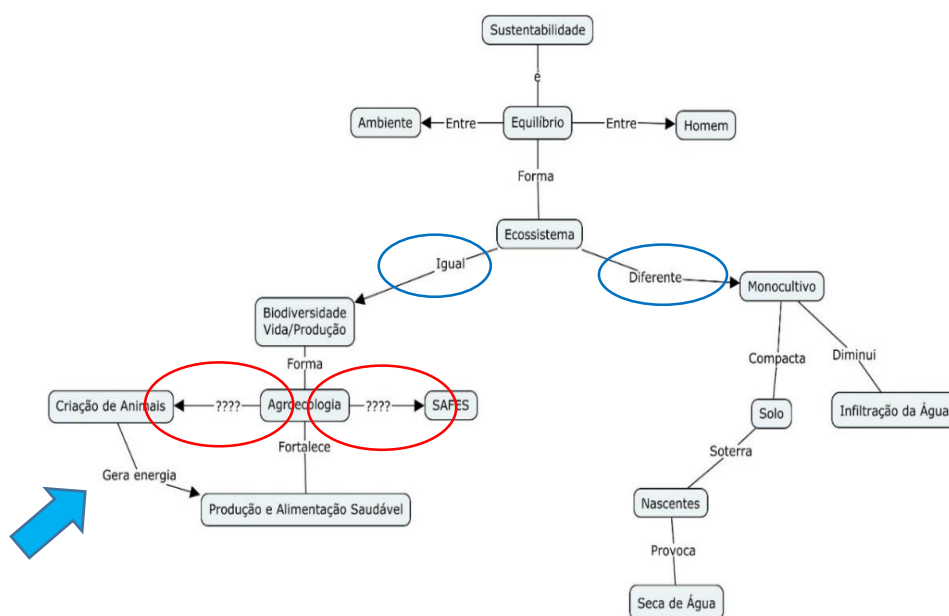 Sustentabilidade
é
Ambiente
Entre
Equilíbrio
Entre
Homem
Forma
Ecossistema
Igual
Diferente
Monocultivo
Biodiversidade
Vida/Produção
Forma
Compacta
Diminui
Criação de Animais
????
Agroecologia
????
SAFES
Solo
Infiltração da Água
Fortalece
Soterra
Gera energia
Nascentes
Produção e Alimentação Saudável
Provoca
Seca de Água